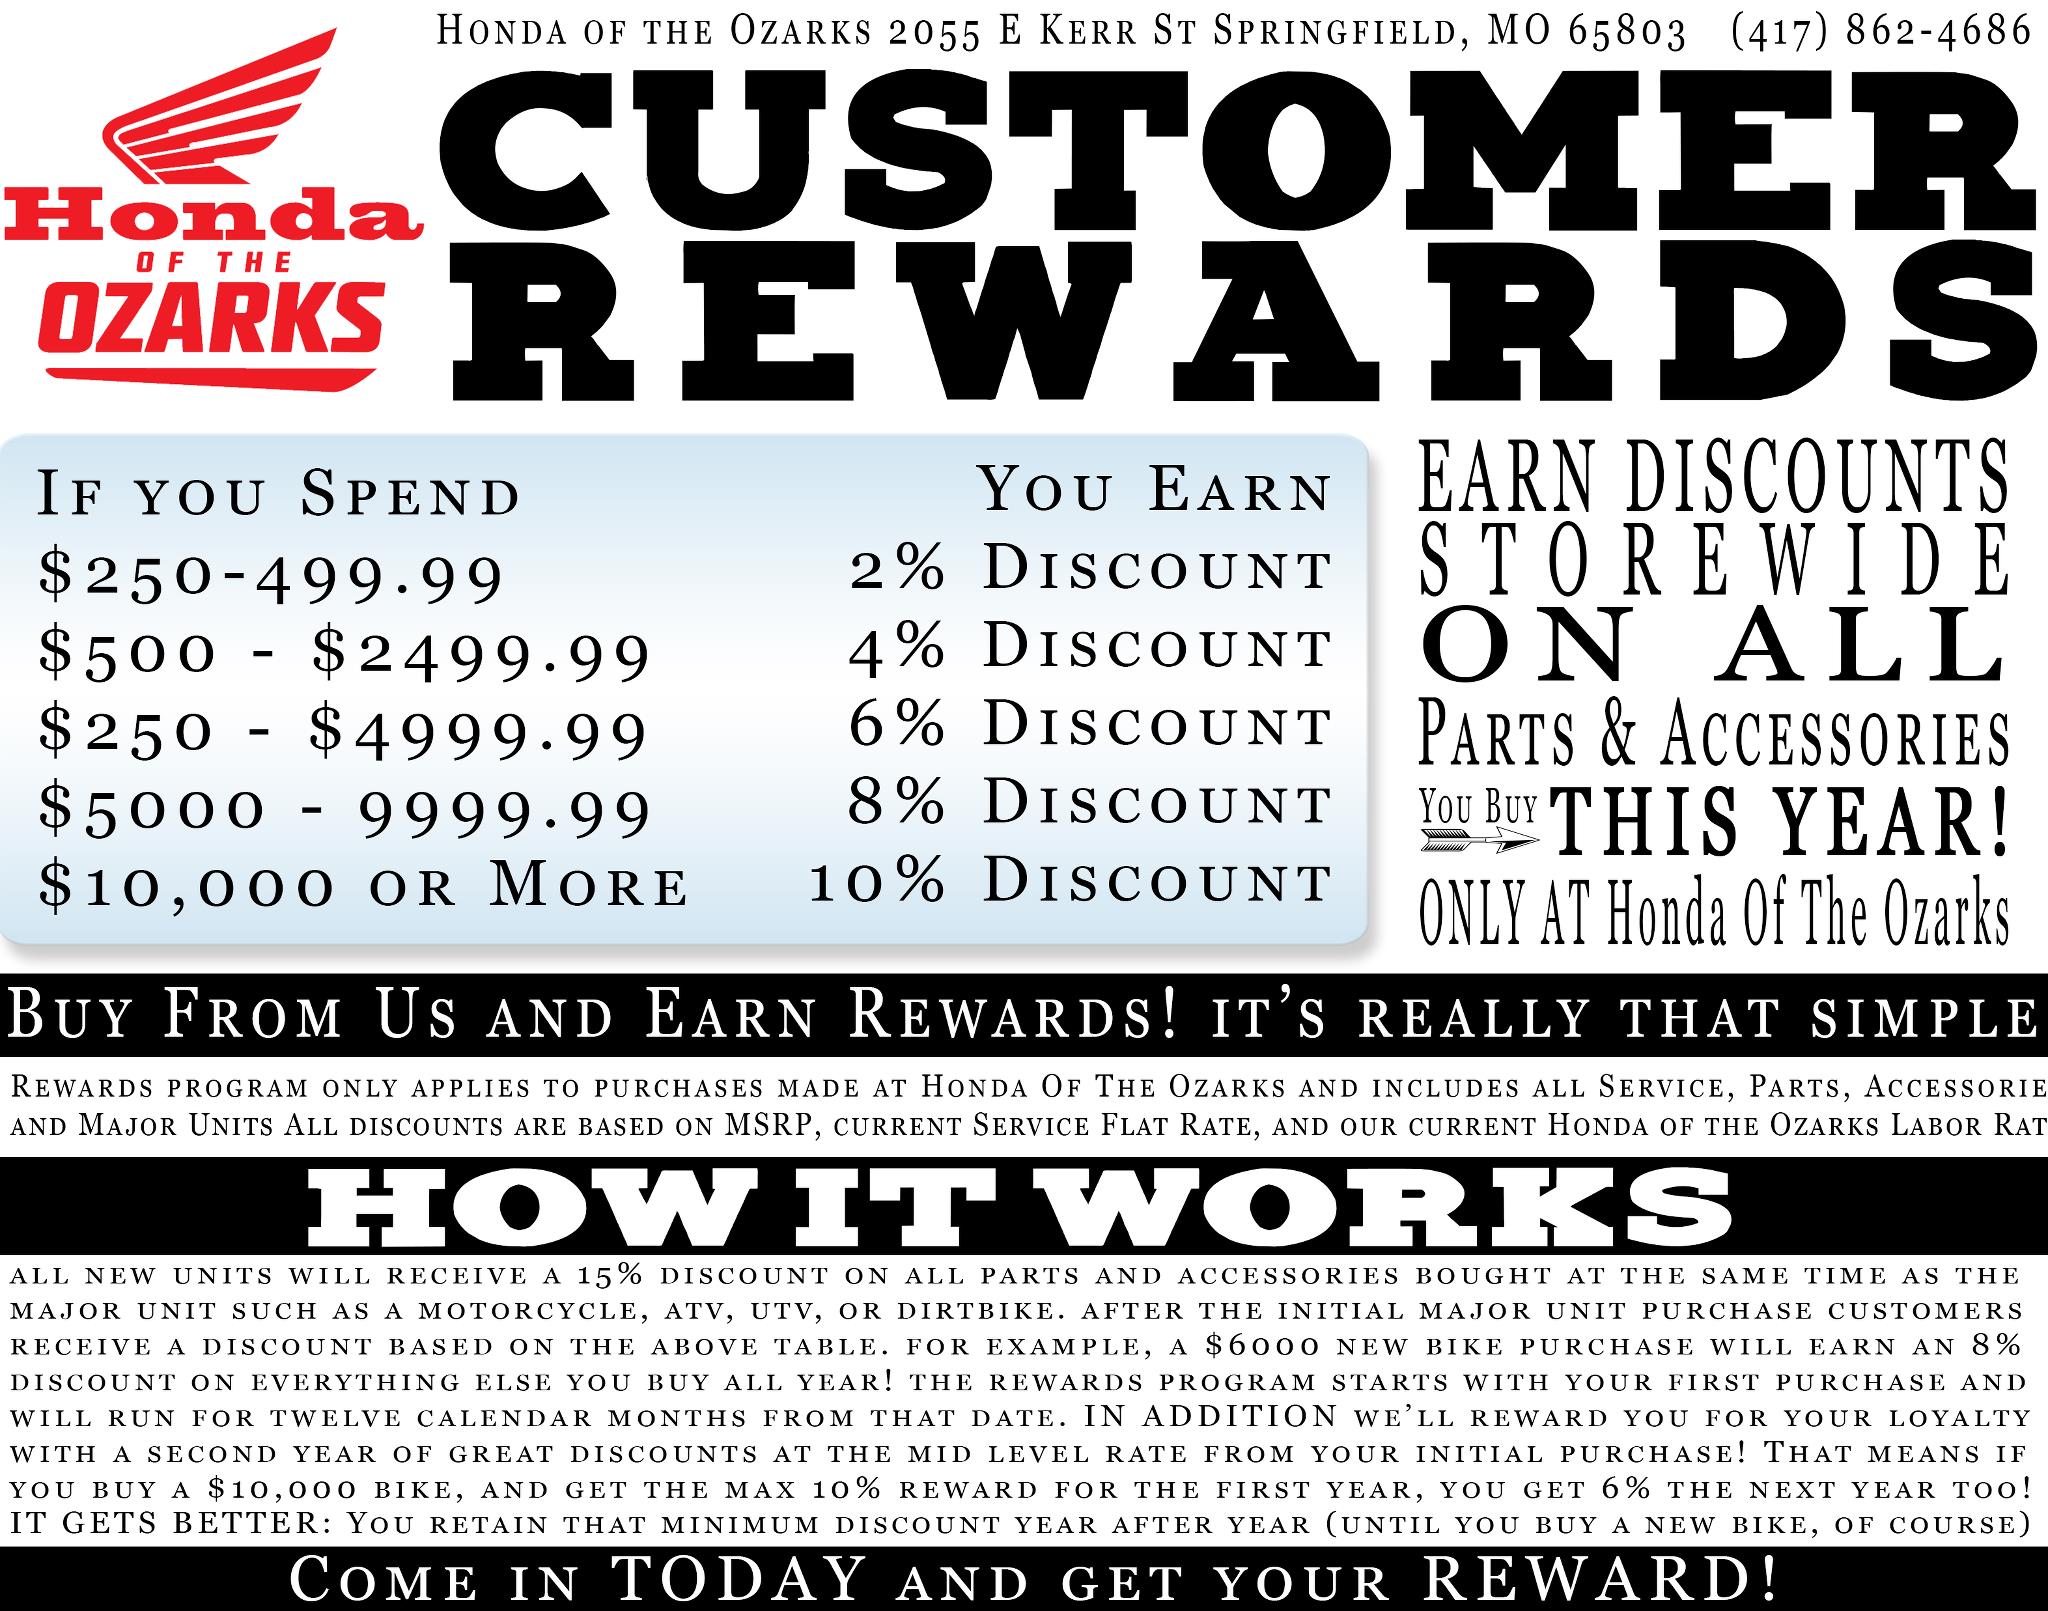 Honda of the Ozarks 2055 E Kerr St Springfield, MO 65803 (417) 862-4686
Honda
OF THE
OZARKS
CUSTOMER
REWARDS
If you Spend You Earn
$250-499.99 2% Discount
$500 - $2499.99 4% Discount
$250 - $4999.99 6% Discount
$5000 - 9999.99 8% Discount
$10,000 or More 10% Discount
EARN DISCOUNTS
STOREWIDE
ON ALL
Parts & Accessories
You Buy THIS YEAR!
ONLY AT Honda Of The Ozarks
Buy From Us and Earn Rewards! it's really that simple
Rewards program only applies to purchases made at Honda Of The Ozarks and includes all Service, Parts, Accessorie
and Major Units All discounts are based on MSRP, current Service Flat Rate, and our current Honda of the Ozarks Labor Rat
HOW IT WORKS
all new units will receive a 15% discount on all parts and accessories bought at the same time as the
major unit such as a motorcycle, atv, utv, or dirtbike. after the initial major unit purchase customers
receive a discount based on the above table. for example, a $6000 new bike purchase will earn an 8%
discount on everything else you buy all year! the rewards program starts with your first purchase and
will run for twelve calendar months from that date. IN ADDITION we'll reward you for your loyalty
with a second year of great discounts at the mid level rate from your initial purchase! That means if
you buy a $10,000 bike, and get the max 10% reward for the first year, you get 6% the next year too!
IT GETS BETTER: You retain that minimum discount year after year (until you buy a new bike, of course)
Come in TODAY and get your REWARD!